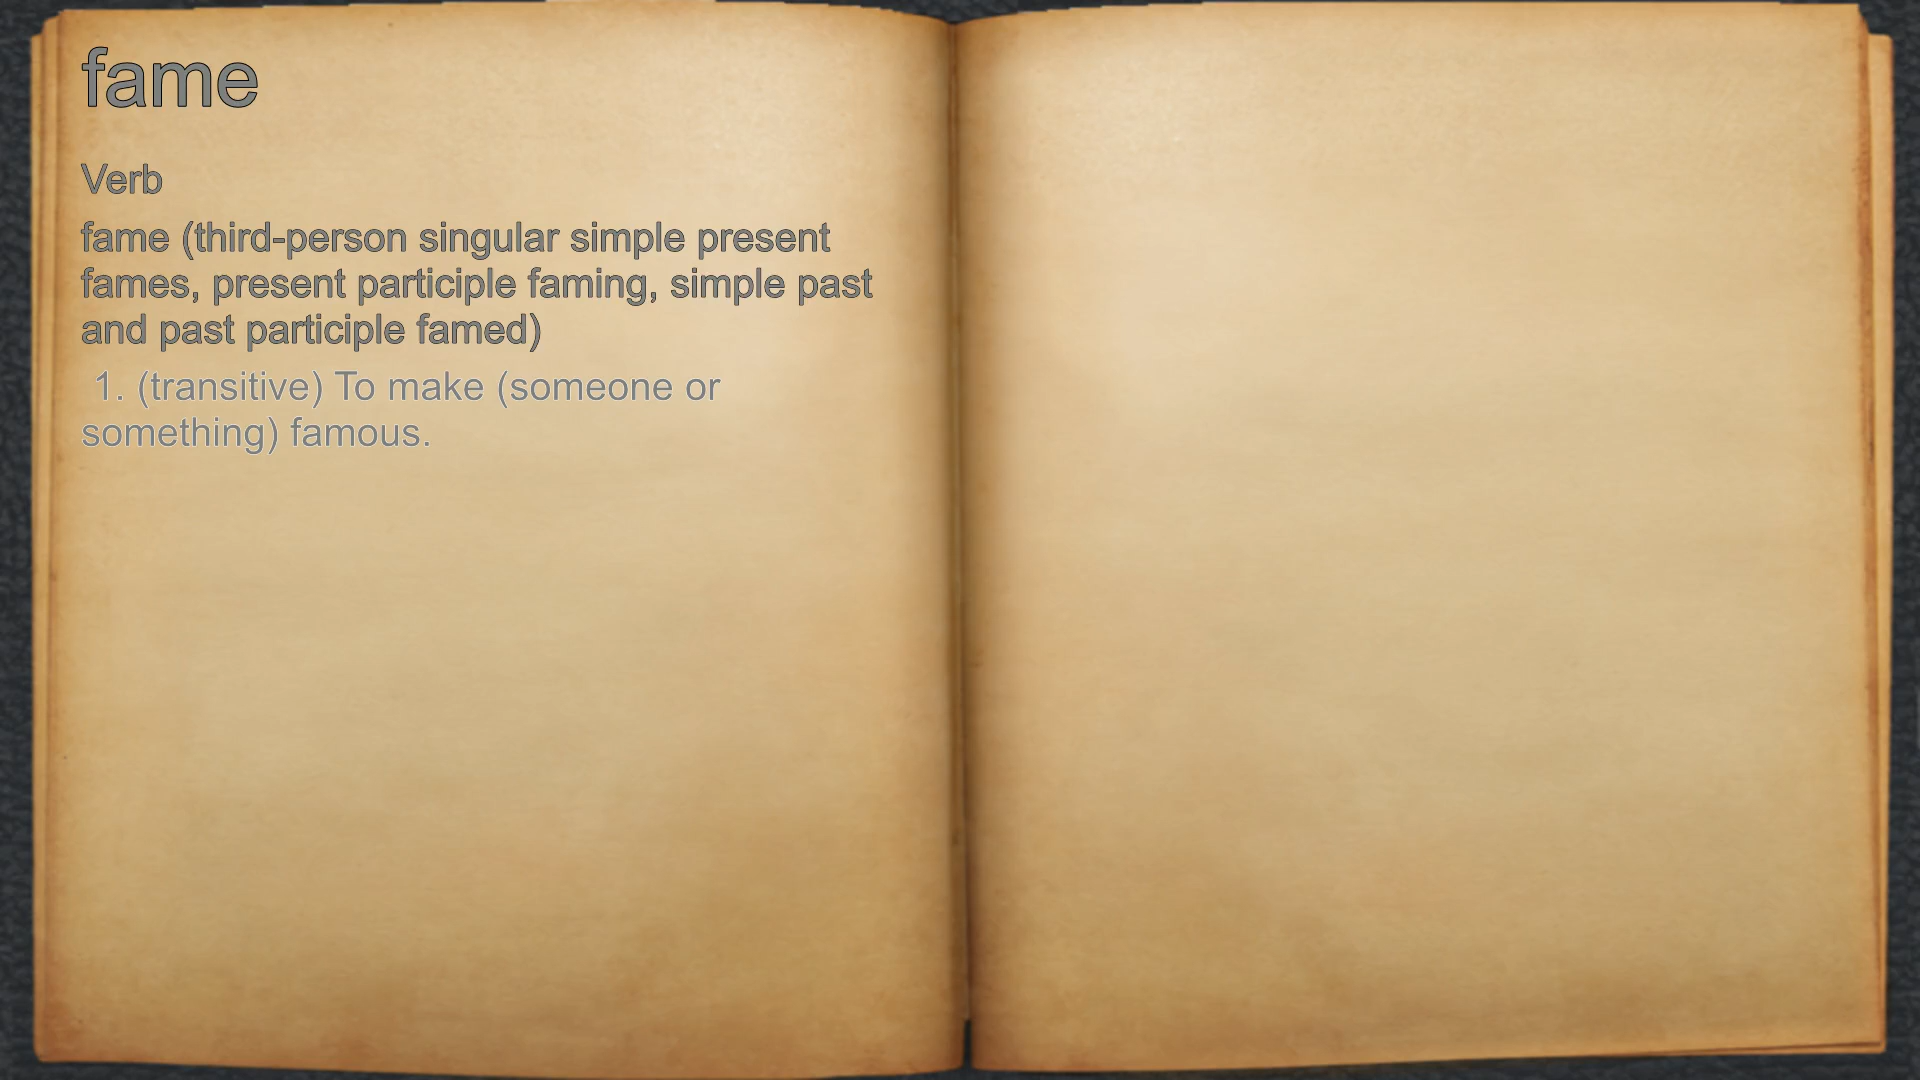 fame
Verb
fame (third-person singular simple present
fames, present participle faming, simple past
and past participle famed)
1. (transitive) To make (someone or
something) famous.